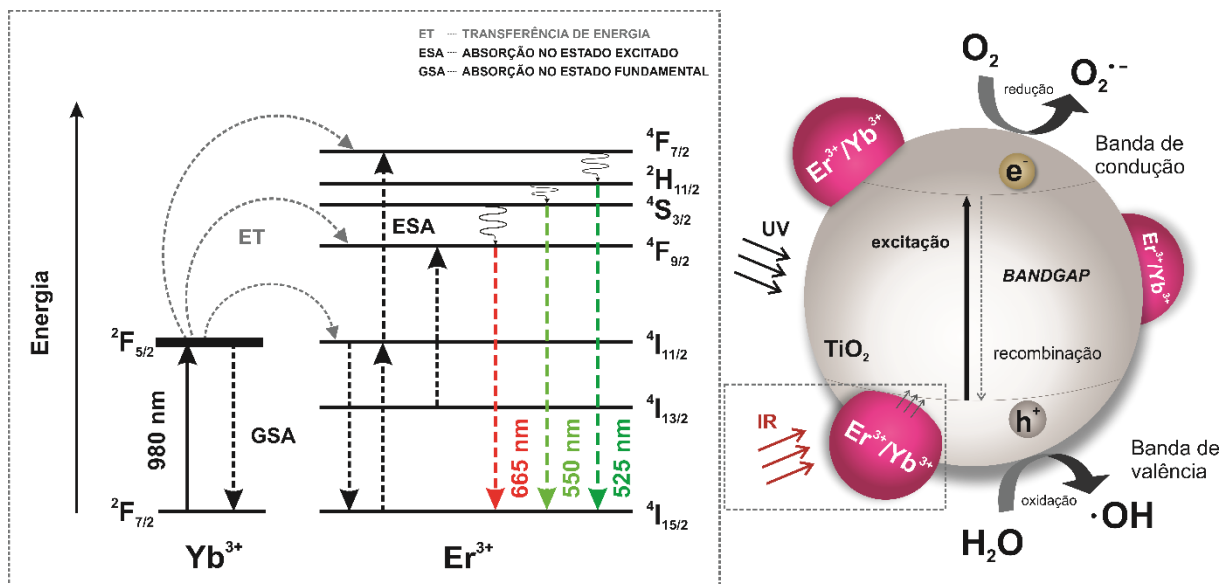 ET ---- TRANSFERÊNCIA DE ENERGIA
ESA ---- ABSORÇÃO NO ESTADO EXCITADO
GSA ---- ABSORÇÃO NO ESTADO FUNDAMENTAL
Energia
ET
ESA
GSA
980 nm
²F₅/₂
²F₇/₂
Yb³⁺
⁴F₇/₂
²H₁₁/₂
⁴S₃/₂
⁴F₉/₂
⁴I₁₁/₂
⁴I₁₃/₂
⁴I₁₅/₂
665 nm
550 nm
525 nm
Er³⁺
O₂
redução
O₂•⁻
Er³⁺/Yb³⁺
Banda de
condução
e⁻
UV
excitação
BANDGAP
Er³⁺/Yb³⁺
TiO₂
recombinação
IR
Er³⁺/Yb³⁺
h⁺
Banda de
valência
H₂O
oxidação
·OH